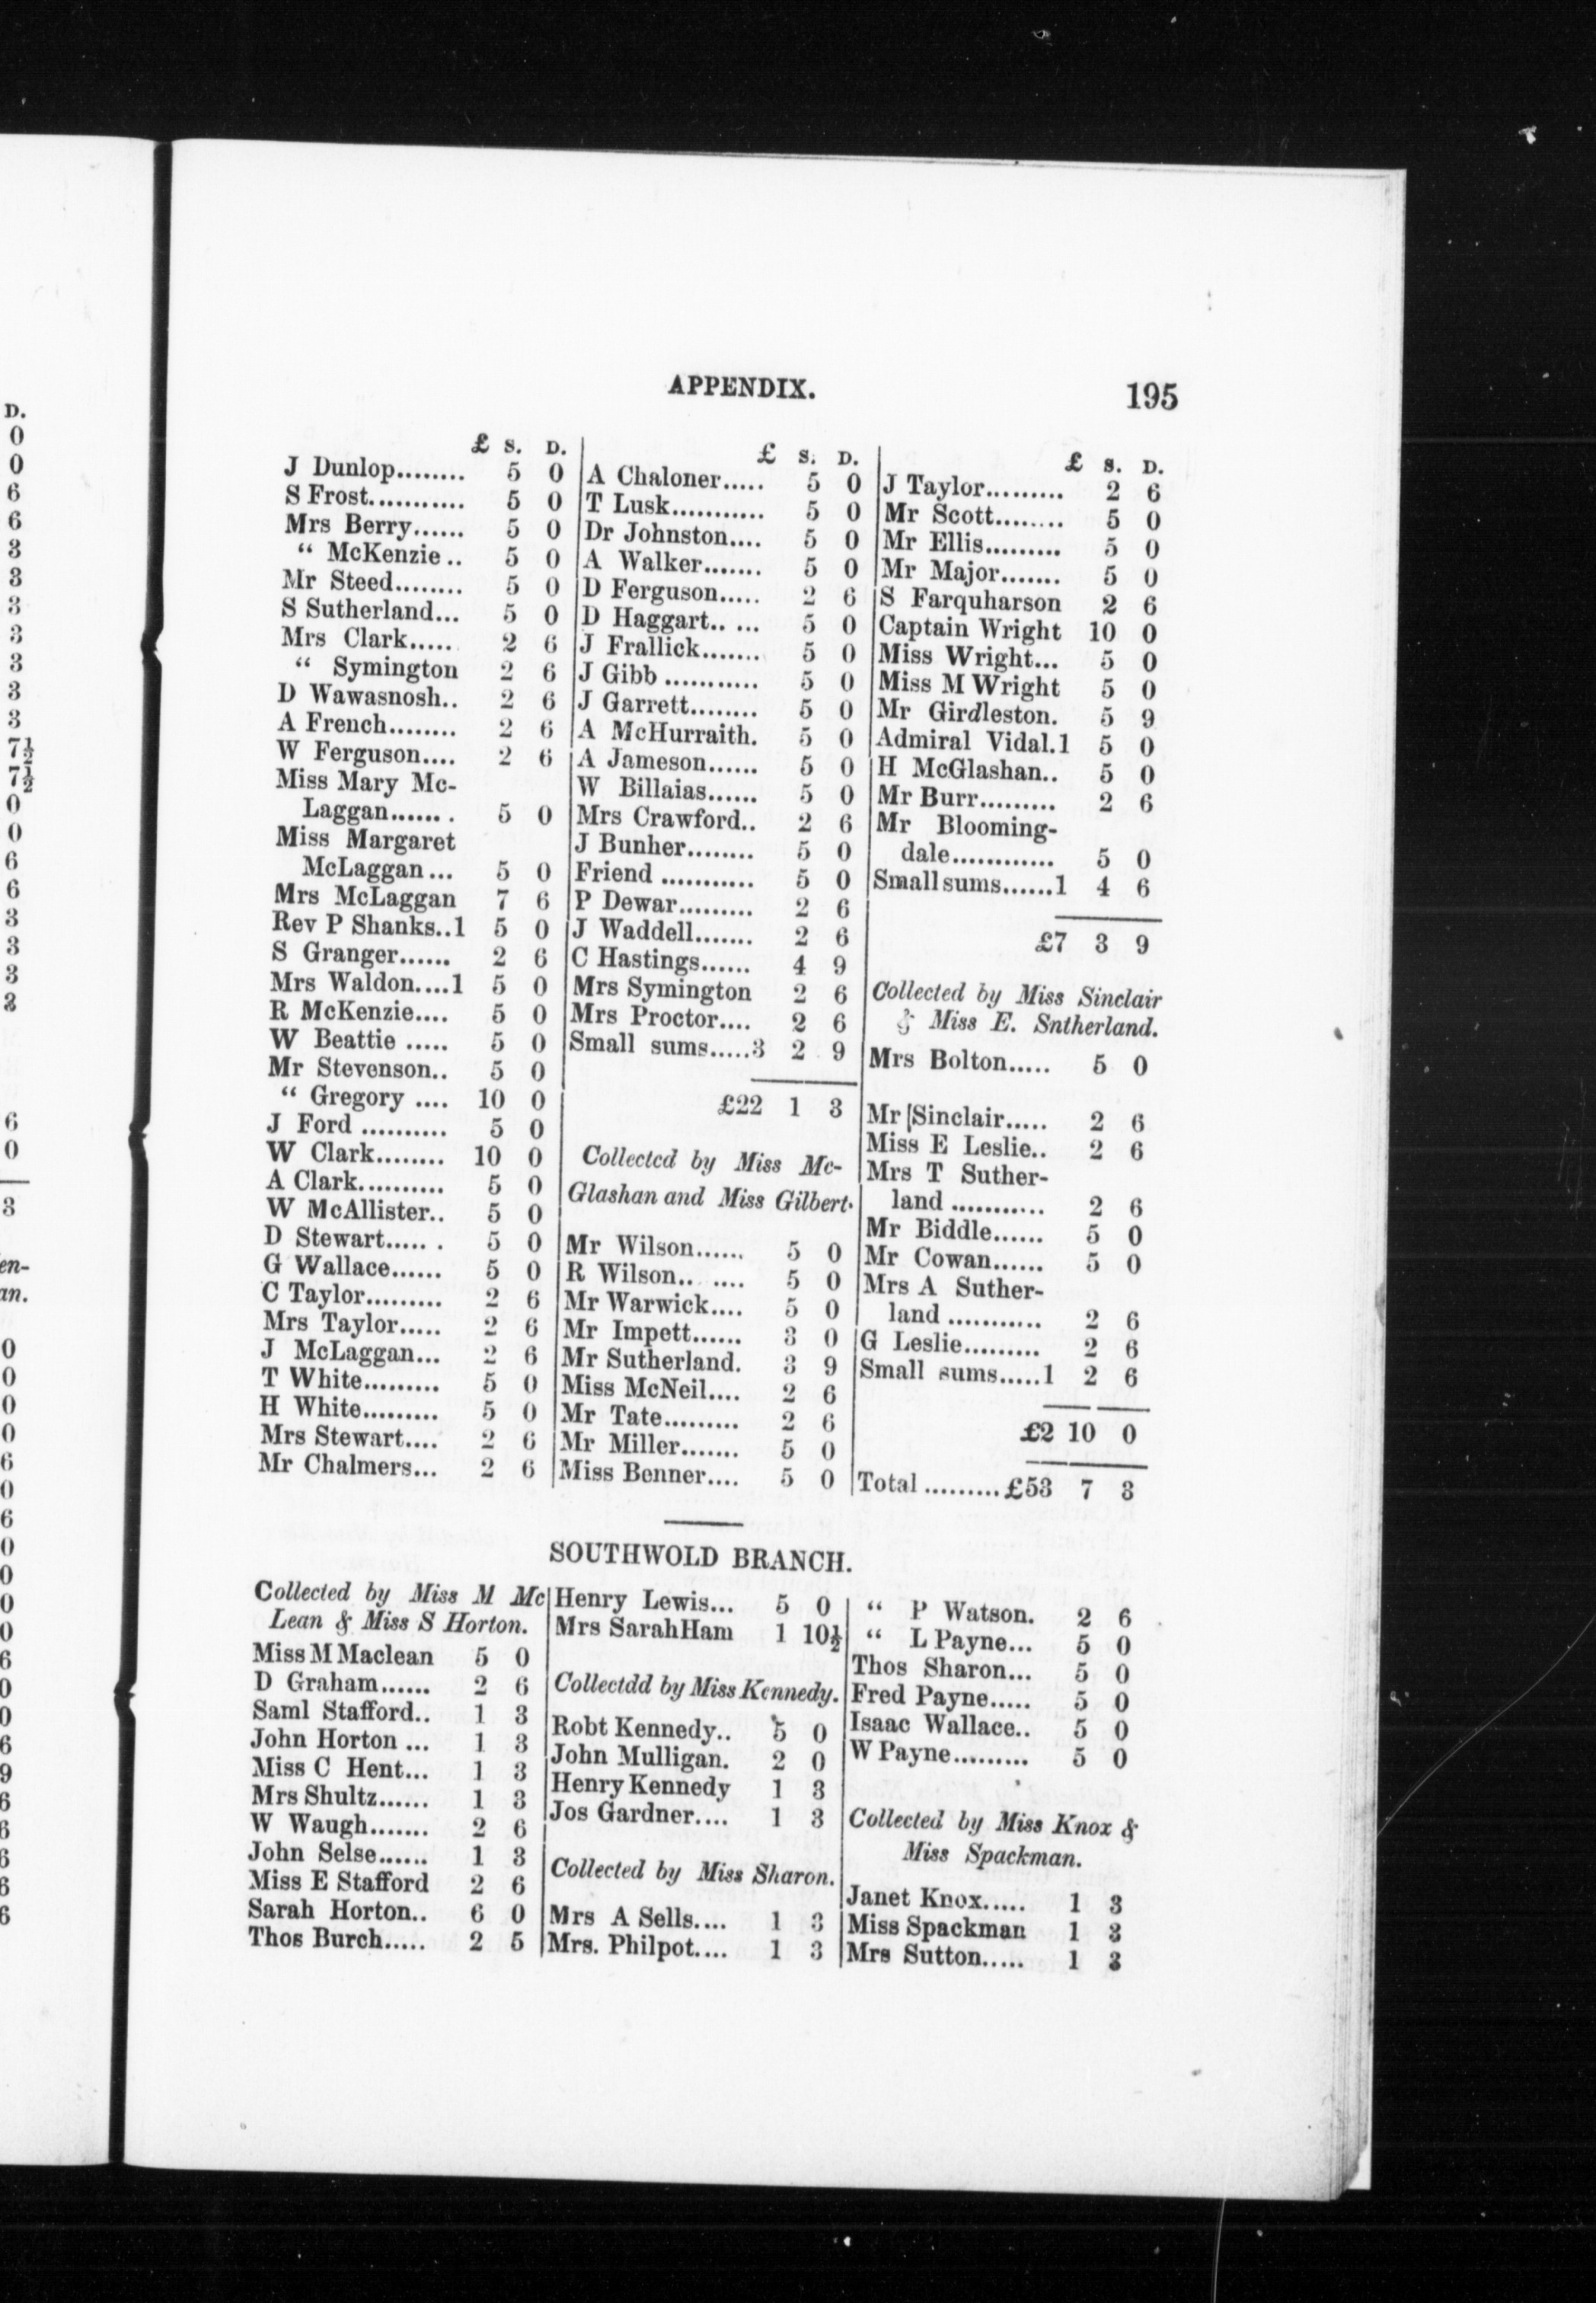 APPENDIX. 195
£ S. D.
J Dunlop........ 5 0
S Frost........... 5 0
Mrs Berry...... 5 0
“ McKenzie.. 5 0
Mr Steed........ 5 0
S Sutherland... 5 0
Mrs Clark..... 2 6
“ Symington 2 6
D Wawasnosh.. 2 6
A French........ 2 6
W Ferguson.... 2 6
Miss Mary Mc-
Laggan...... . 5 0
Miss Margaret
McLaggan... 5 0
Mrs McLaggan 7 6
Rev P Shanks..1 5 0
S Granger...... 2 6
Mrs Waldon....1 5 0
R McKenzie.... 5 0
W Beattie ..... 5 0
Mr Stevenson.. 5 0
“ Gregory .... 10 0
J Ford .......... 5 0
W Clark........ 10 0
A Clark.......... 5 0
W McAllister.. 5 0
D Stewart..... . 5 0
G Wallace...... 5 0
C Taylor......... 2 6
Mrs Taylor..... 2 6
J McLaggan... 2 6
T White......... 5 0
H White......... 5 0
Mrs Stewart.... 2 6
Mr Chalmers... 2 6
£ S. D.
A Chaloner..... 5 0
T Lusk........... 5 0
Dr Johnston.... 5 0
A Walker....... 5 0
D Ferguson..... 2 6
D Haggart.. ... 5 0
J Frallick....... 5 0
J Gibb ........... 5 0
J Garrett........ 5 0
A McHurraith. 5 0
A Jameson...... 5 0
W Billaias...... 5 0
Mrs Crawford.. 2 6
J Bunher........ 5 0
Friend ........... 5 0
P Dewar......... 2 6
J Waddell....... 2 6
C Hastings...... 4 9
Mrs Symington 2 6
Mrs Proctor.... 2 6
Small sums.....3 2 9
£22 1 3
Collected by Miss Mc-
Glashan and Miss Gilbert.
Mr Wilson...... 5 0
R Wilson.. .... 5 0
Mr Warwick.... 5 0
Mr Impett...... 3 0
Mr Sutherland. 3 9
Miss McNeil.... 2 6
Mr Tate......... 2 6
Mr Miller....... 5 0
Miss Benner.... 5 0
£ S. D.
J Taylor......... 2 6
Mr Scott........ 5 0
Mr Ellis......... 5 0
Mr Major....... 5 0
S Farquharson 2 6
Captain Wright 10 0
Miss Wright... 5 0
Miss M Wright 5 0
Mr Girdleston. 5 9
Admiral Vidal.1 5 0
H McGlashan.. 5 0
Mr Burr......... 2 6
Mr Blooming-
dale............ 5 0
Small sums......1 4 6
£7 3 9
Collected by Miss Sinclair
& Miss E. Sntherland.
Mrs Bolton..... 5 0
Mr [Sinclair..... 2 6
Miss E Leslie.. 2 6
Mrs T Suther-
land ........... 2 6
Mr Biddle...... 5 0
Mr Cowan...... 5 0
Mrs A Suther-
land ........... 2 6
G Leslie......... 2 6
Small sums.....1 2 6
£2 10 0
Total .........£53 7 3
SOUTHWOLD BRANCH.
Collected by Miss M Mc
Lean & Miss S Horton.
Miss M Maclean 5 0
D Graham...... 2 6
Saml Stafford.. 1 3
John Horton ... 1 3
Miss C Hent... 1 3
Mrs Shultz...... 1 3
W Waugh....... 2 6
John Selse...... 1 3
Miss E Stafford 2 6
Sarah Horton.. 6 0
Thos Burch..... 2 5
Henry Lewis... 5 0
Mrs Sarah Ham 1 10½
Collectdd by Miss Kennedy.
Robt Kennedy.. 5 0
John Mulligan. 2 0
Henry Kennedy 1 3
Jos Gardner.... 1 3
Collected by Miss Sharon.
Mrs A Sells.... 1 3
Mrs. Philpot.... 1 3
“ P Watson. 2 6
“ L Payne... 5 0
Thos Sharon... 5 0
Fred Payne..... 5 0
Isaac Wallace.. 5 0
W Payne......... 5 0
Collected by Miss Knox &
Miss Spackman.
Janet Knox..... 1 3
Miss Spackman 1 3
Mrs Sutton..... 1 3